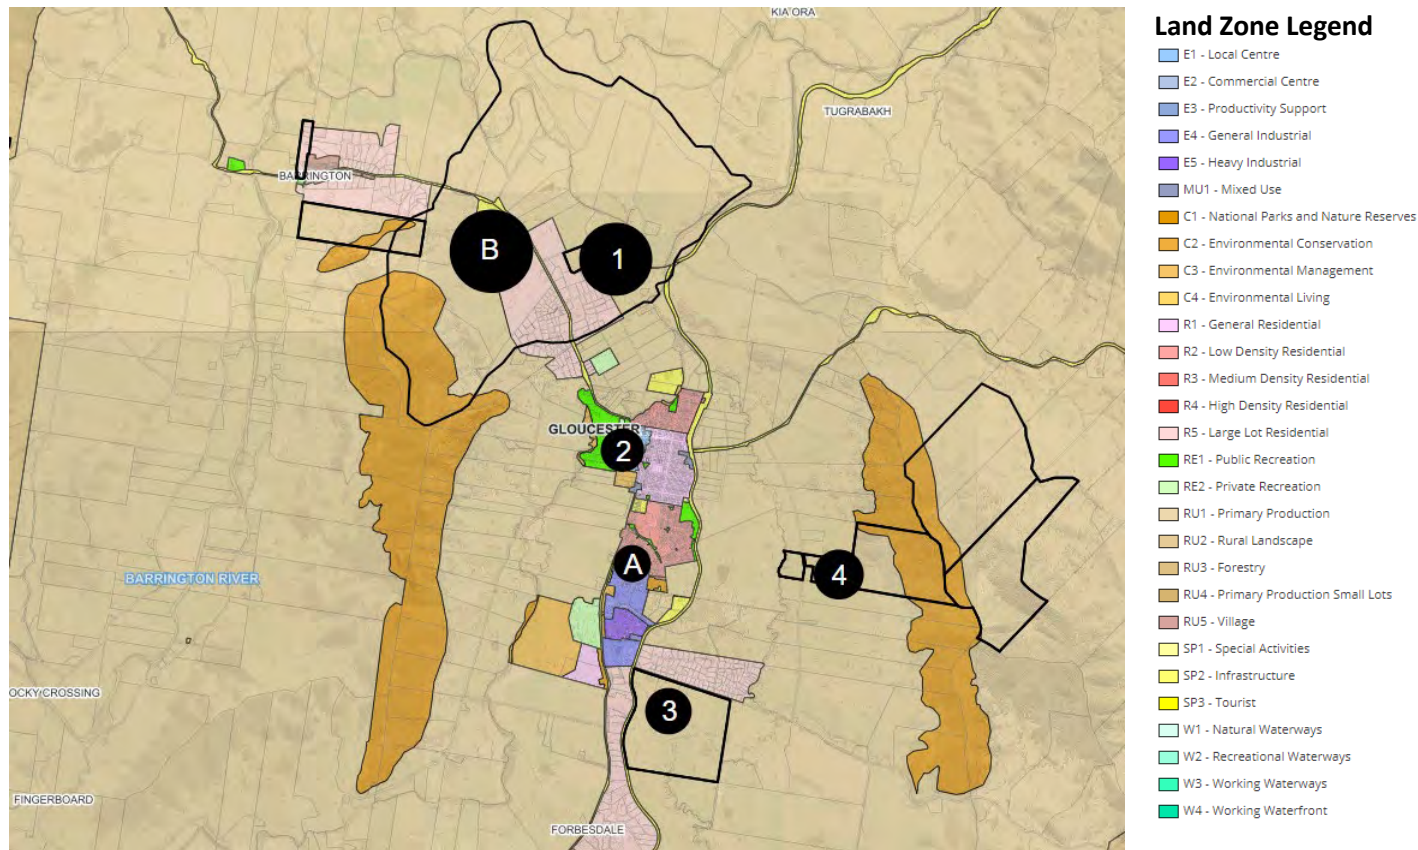 KIA ORA
TUGRABAKH
BARRINGTON
B
1
GLOUCESTER
2
A
4
BARRINGTON RIVER
OCKY CROSSING
3
FINGERBOARD
FORBESDALE
Land Zone Legend
E1 - Local Centre
E2 - Commercial Centre
E3 - Productivity Support
E4 - General Industrial
E5 - Heavy Industrial
MU1 - Mixed Use
C1 - National Parks and Nature Reserves
C2 - Environmental Conservation
C3 - Environmental Management
C4 - Environmental Living
R1 - General Residential
R2 - Low Density Residential
R3 - Medium Density Residential
R4 - High Density Residential
R5 - Large Lot Residential
RE1 - Public Recreation
RE2 - Private Recreation
RU1 - Primary Production
RU2 - Rural Landscape
RU3 - Forestry
RU4 - Primary Production Small Lots
RU5 - Village
SP1 - Special Activities
SP2 - Infrastructure
SP3 - Tourist
W1 - Natural Waterways
W2 - Recreational Waterways
W3 - Working Waterways
W4 - Working Waterfront